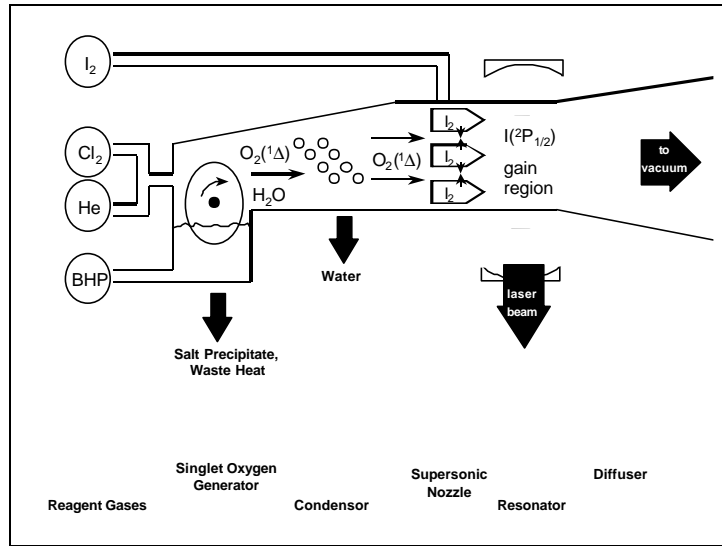 I2
Cl2
He
BHP
O2(1Δ)
H2O
O2(1Δ)
I2
I2
I2
I(2P1/2)
gain
region
to
vacuum
Water
laser
beam
Salt Precipitate,
Waste Heat
Reagent Gases
Singlet Oxygen
Generator
Condensor
Supersonic
Nozzle
Resonator
Diffuser